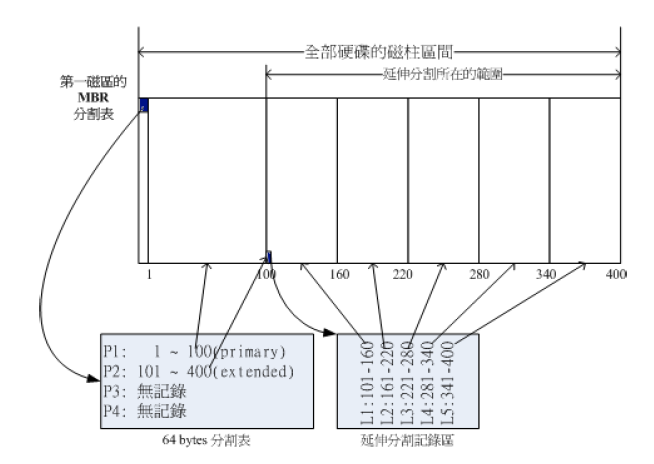 全部硬碟的磁柱區間
延伸分割所在的範圍
第一磁區的
MBR
分割表
1
100
160
220
280
340
400
P1: 1 ~ 100(primary)
P2: 101 ~ 400(extended)
P3: 無記錄
P4: 無記錄
L1:101-160
L2:161-220
L3:221-280
L4:281-340
L5:341-400
64 bytes 分割表
延伸分割記錄區